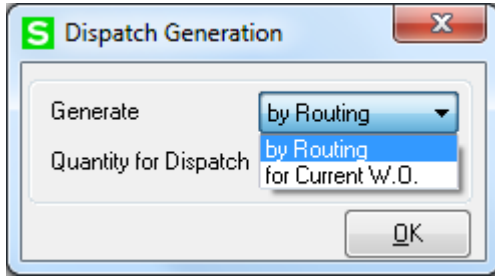 S Dispatch Generation
Generate by Routing
by Routing
Quantity for Dispatch
for Current W.O.
OK